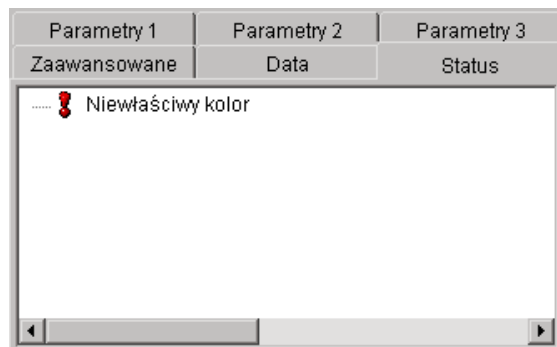 Parametry 1 Parametry 2 Parametry 3
Zaawansowane Data Status
Niewłaściwy kolor